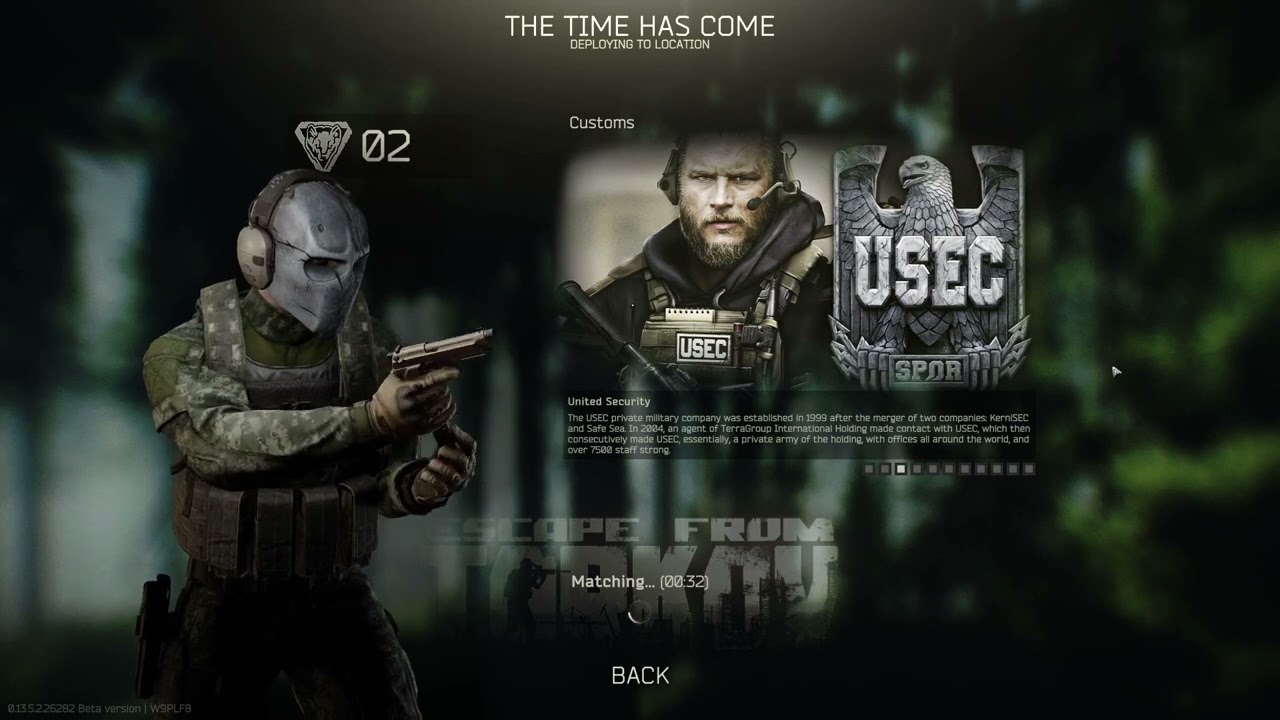 THE TIME HAS COME
DEPLOYING TO LOCATION
02
Customs
USEC
USEC
SPQR
United Security
The USEC private military company was established in 1999 after the merger of two companies: KerniSEC
and Safe Sea. In 2004, an agent of TerraGroup International Holding made contact with USEC, which then
consecutively made USEC, essentially, a private army of the holding, with offices all around the world, and
over 7500 staff strong.
ESCAPE FROM
TARKOV
Matching... (00:32)
BACK
0.13.5.2.26282 Beta version | W9PLF8